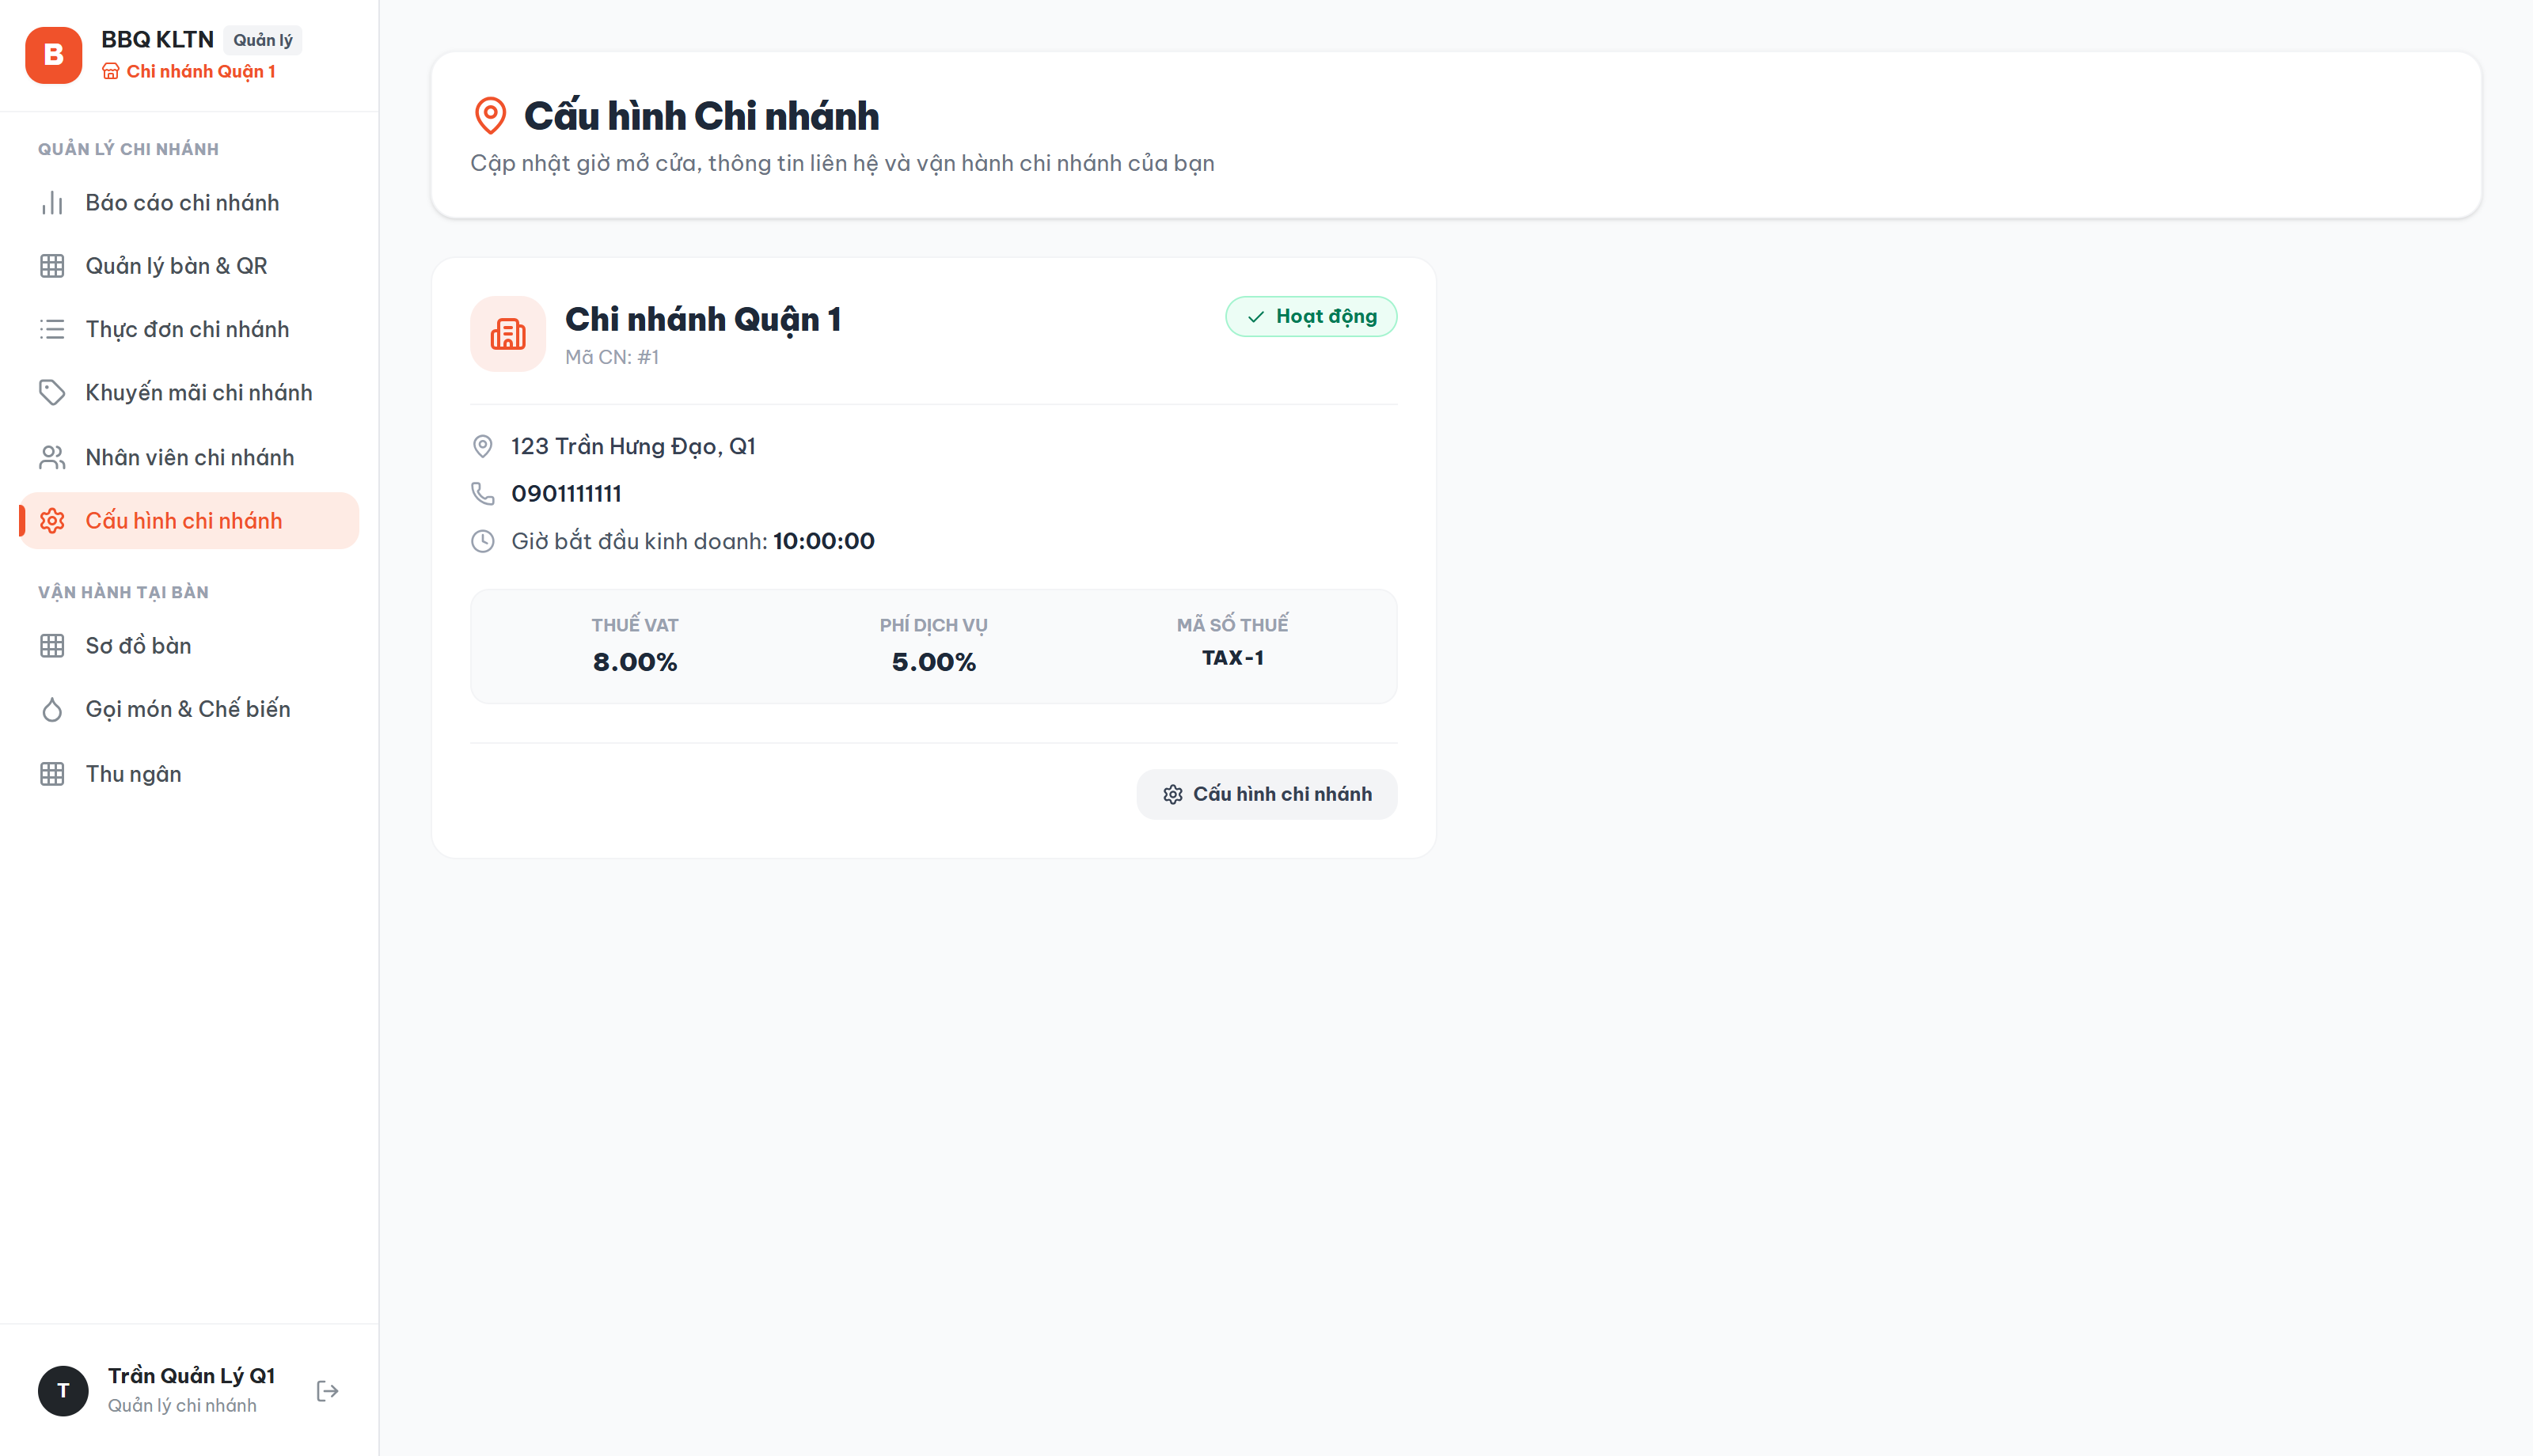 B
BBQ KLTN Quản lý
Chi nhánh Quận 1
QUẢN LÝ CHI NHÁNH
Báo cáo chi nhánh
Quản lý bàn & QR
Thực đơn chi nhánh
Khuyến mãi chi nhánh
Nhân viên chi nhánh
Cấu hình chi nhánh
VẬN HÀNH TẠI BÀN
Sơ đồ bàn
Gọi món & Chế biến
Thu ngân
T
Trần Quản Lý Q1
Quản lý chi nhánh
Cấu hình Chi nhánh
Cập nhật giờ mở cửa, thông tin liên hệ và vận hành chi nhánh của bạn
Chi nhánh Quận 1
Mã CN: #1
Hoạt động
123 Trần Hưng Đạo, Q1
0901111111
Giờ bắt đầu kinh doanh: 10:00:00
THUẾ VAT
8.00%
PHÍ DỊCH VỤ
5.00%
MÃ SỐ THUẾ
TAX-1
Cấu hình chi nhánh